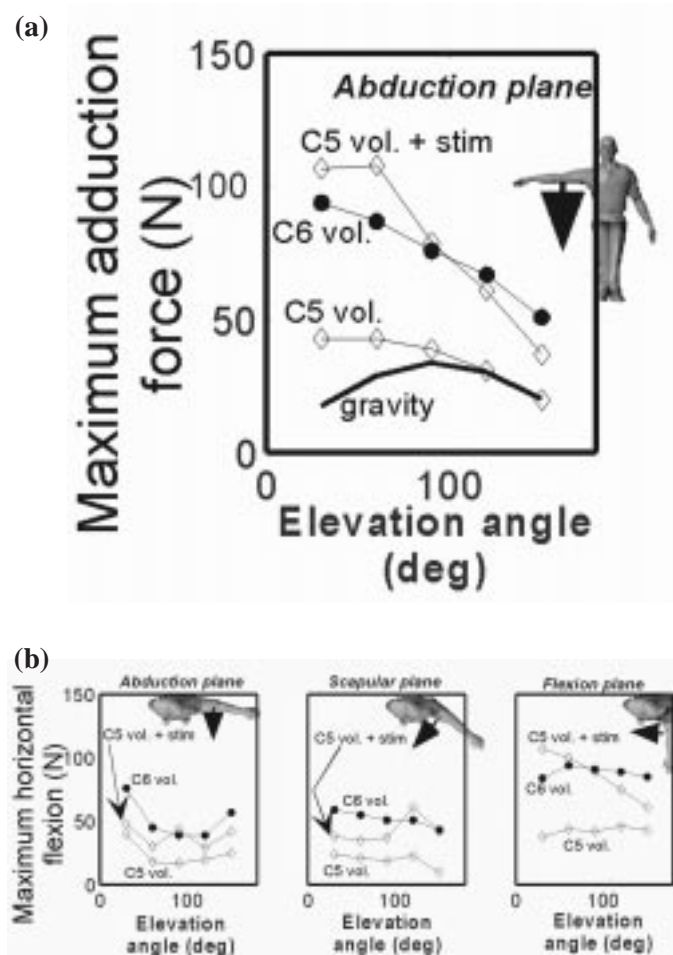 (a)
Maximum adduction
force (N)
150
100
50
0
Abduction plane
C5 vol. + stim
C6 vol.
C5 vol.
gravity
0
100
Elevation angle
(deg)
(b)
Maximum horizontal
flexion (N)
150
100
50
0
Abduction plane
C5 vol. + stim
C6 vol.
C5 vol.
0
100
Elevation
angle (deg)
Scapular plane
C5 vol. + stim
C6 vol.
C5 vol.
0
100
Elevation
angle (deg)
Flexion plane
C5 vol. + stim
C6 vol.
C5 vol.
0
100
Elevation
angle (deg)